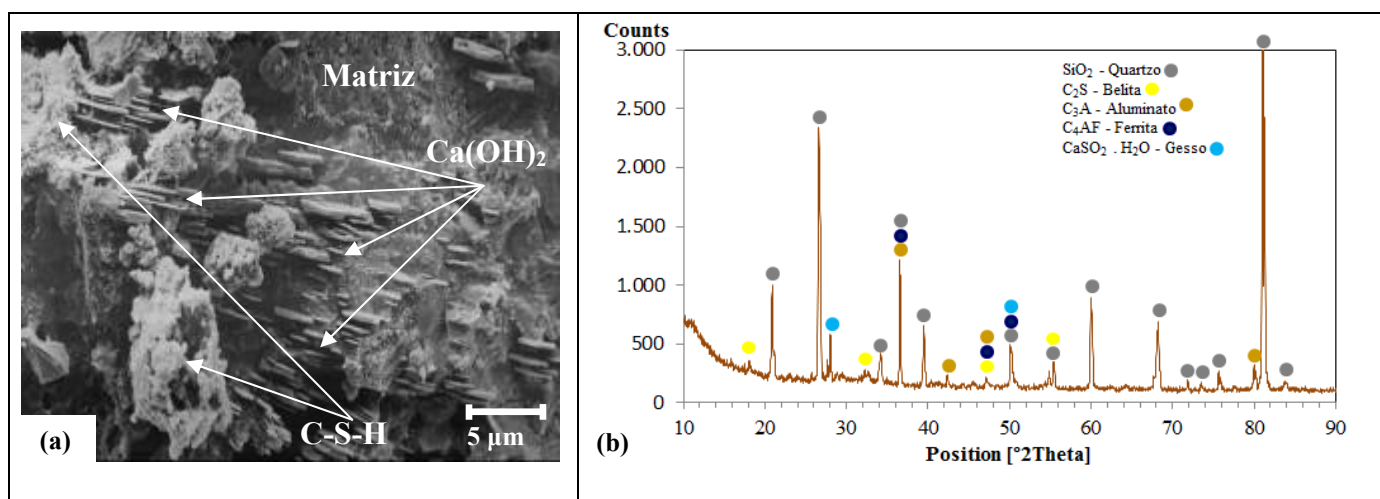 Matriz
Ca(OH)2
C-S-H
5 µm
(a)
Counts
3.000
2.500
2.000
1.500
1.000
500
0
SiO2 - Quartzo
C2S - Belita
C3A - Aluminato
C4AF - Ferrita
CaSO2 . H2O - Gesso
10 20 30 40 50 60 70 80 90
Position [°2Theta]
(b)